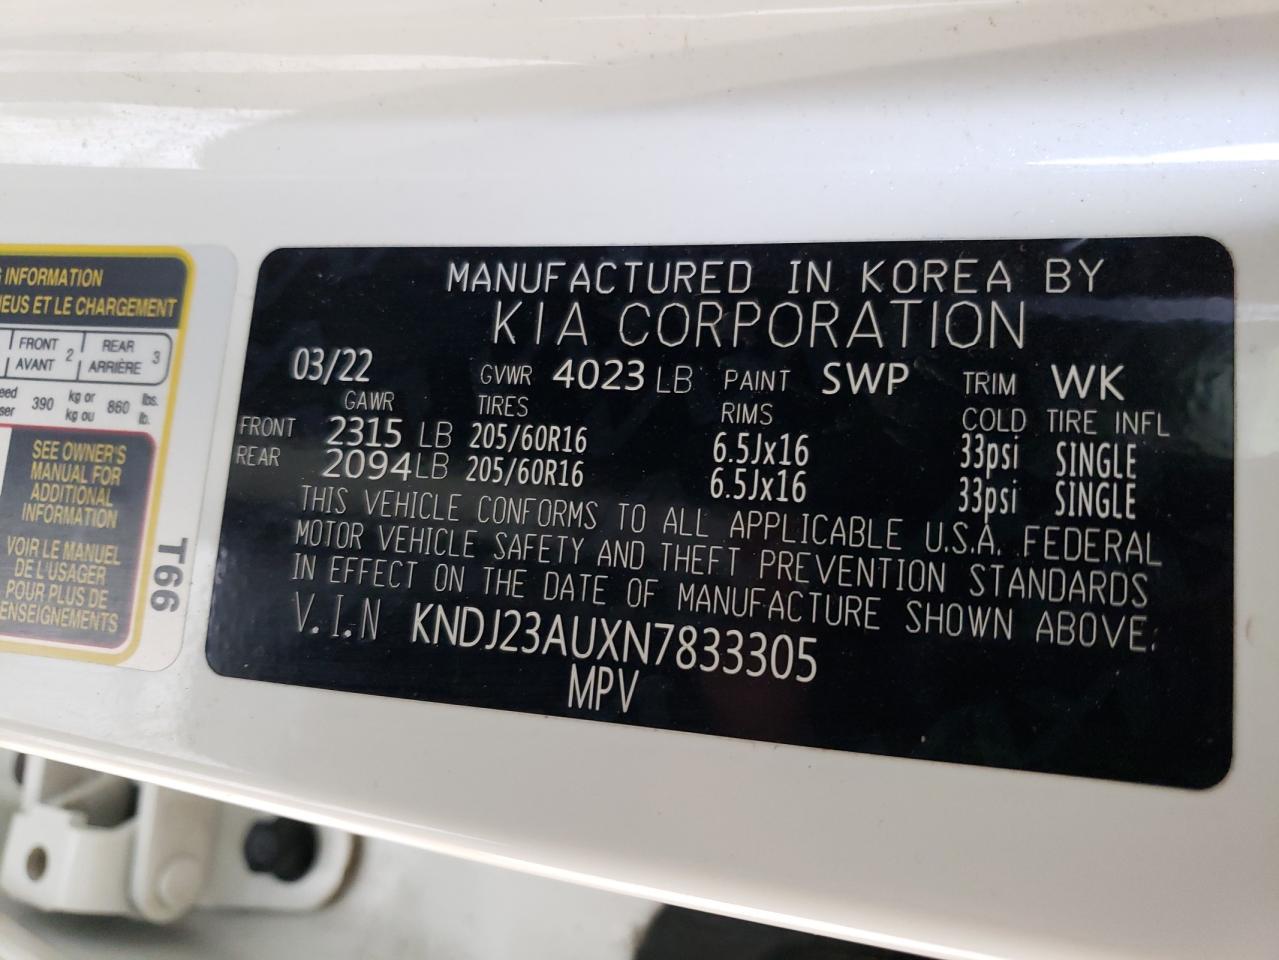 MANUFACTURED IN KOREA BY
KIA CORPORATION
03/22 GVWR 4023 LB PAINT SWP TRIM WK
GAWR TIRES RIMS COLD TIRE INFL
FRONT 2315 LB 205/60R16 6.5Jx16 33psi SINGLE
REAR 2094 LB 205/60R16 6.5Jx16 33psi SINGLE
THIS VEHICLE CONFORMS TO ALL APPLICABLE U.S.A. FEDERAL
MOTOR VEHICLE SAFETY AND THEFT PREVENTION STANDARDS
IN EFFECT ON THE DATE OF MANUFACTURE SHOWN ABOVE.
V.I.N KNDJ23AUXN7833305
MPV
INFORMATION
ET LE CHARGEMENT
FRONT 2 REAR 3
AVANT ARRIÈRE
390 kg or 860 lbs.
kg ou lb.
SEE OWNER'S
MANUAL FOR
ADDITIONAL
INFORMATION
VOIR LE MANUEL
DE L'USAGER
POUR PLUS DE
T66